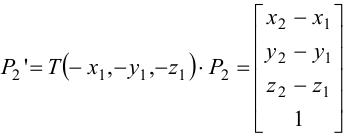 P₂' = T(− x₁, −y₁, −z₁) · P₂ = [x₂ − x₁
y₂ − y₁
z₂ − z₁
1]